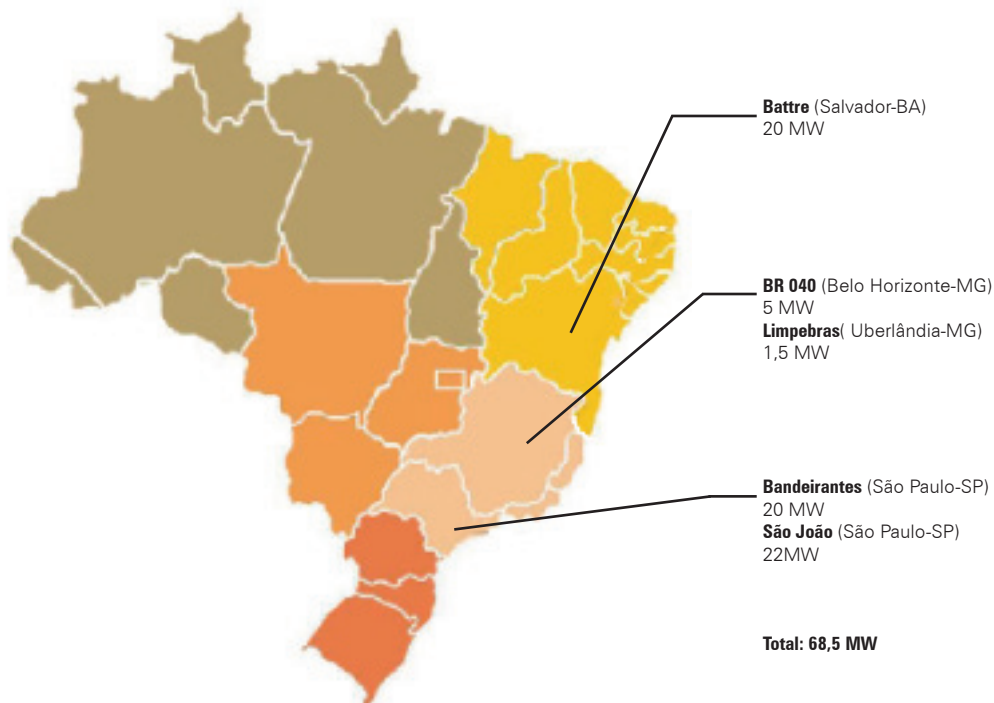 Battre (Salvador-BA)
20 MW
BR 040 (Belo Horizonte-MG)
5 MW
Limpebras( Uberlândia-MG)
1,5 MW
Bandeirantes (São Paulo-SP)
20 MW
São João (São Paulo-SP)
22MW
Total: 68,5 MW